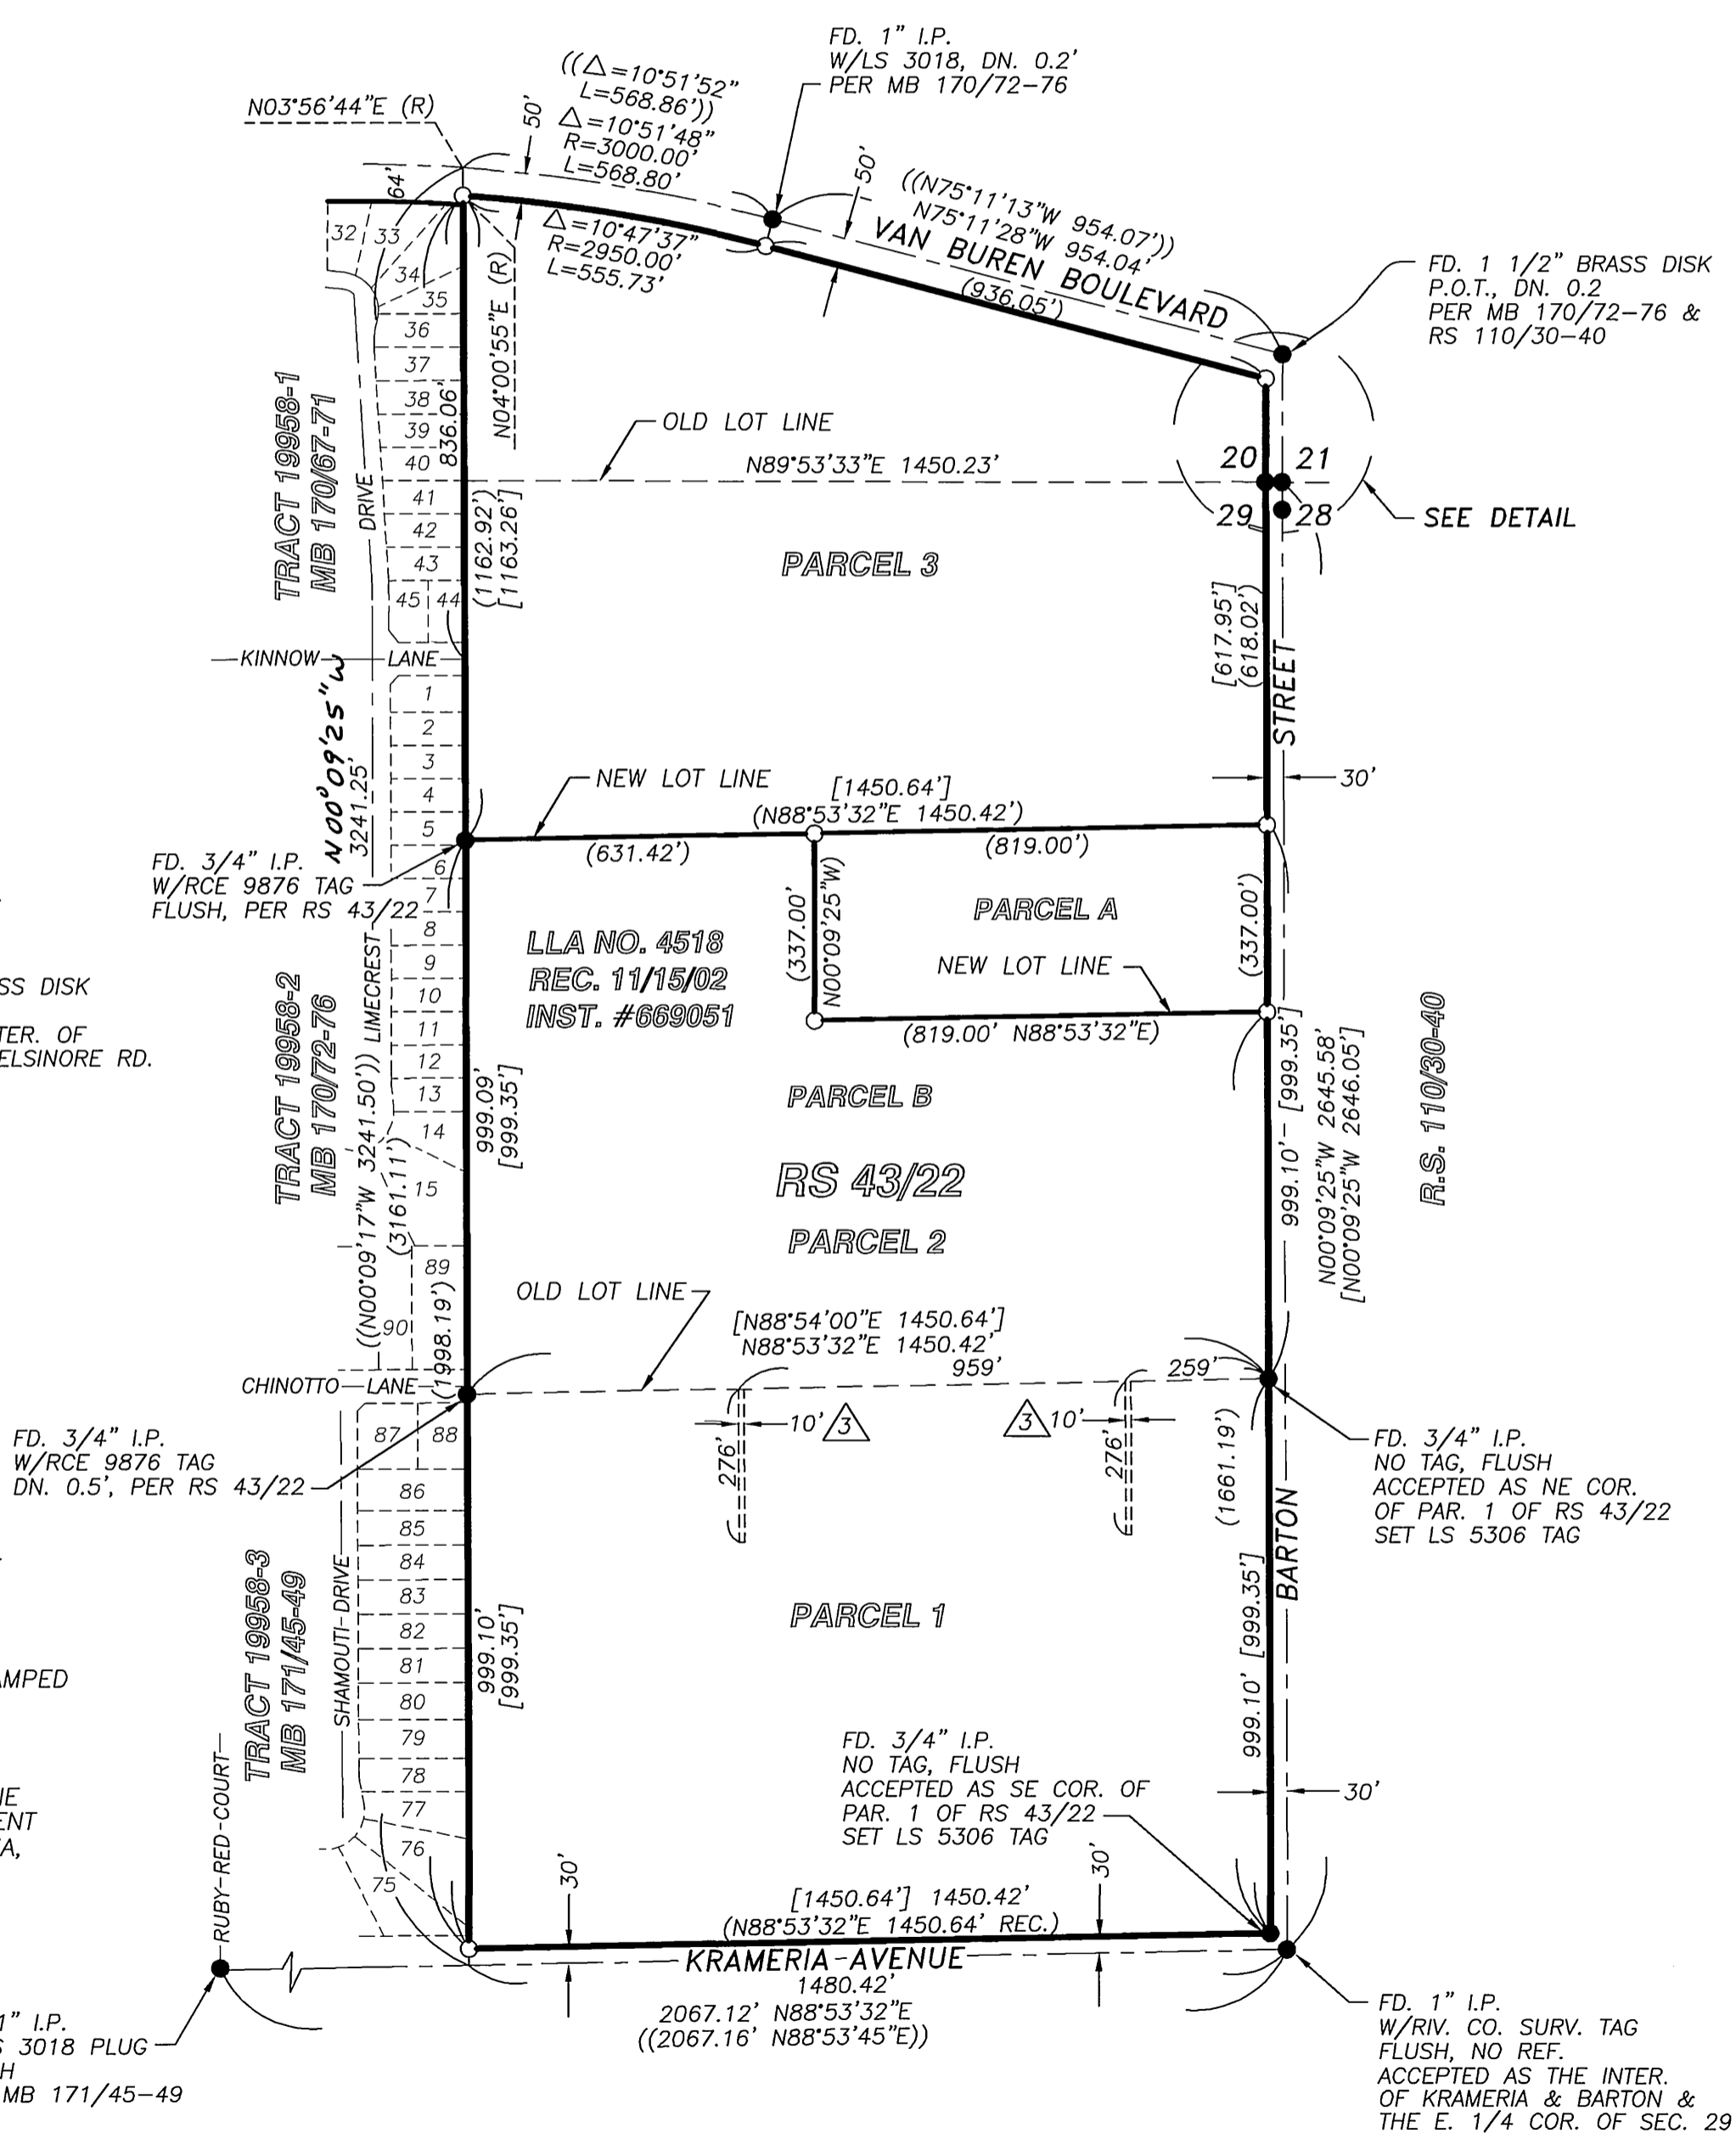 FD. 1" I.P.
W/LS 3018, DN. 0.2'
PER MB 170/72-76
((△=10°51'52"
L=568.86'))
△=10°51'48"
R=3000.00'
L=568.80'
N03°56'44"E (R)
50'
64'
△=10°47'37"
R=2950.00'
L=555.73'
N04°00'55"E (R)
50'
((N75°11'13"W 954.07'))
N75°11'28"W 954.04'
VAN BUREN BOULEVARD
(936.05')
FD. 1 1/2" BRASS DISK
P.O.T., DN. 0.2
PER MB 170/72-76 &
RS 110/30-40
32
33
34
35
36
37
38
39
40
41
42
43
45
44
TRACT 19958-1
MB 170/67-71
DRIVE
836.06'
OLD LOT LINE
N89°53'33"E 1450.23'
20
21
29
28
SEE DETAIL
PARCEL 3
(1162.92')
[1163.26']
[617.95']
(618.02')
STREET
KINNOW LANE
N00°09'25"W
3241.25'
1
2
3
4
5
6
7
8
9
10
11
12
13
14
15
89
90
NEW LOT LINE
[1450.64']
(N88°53'32"E 1450.42')
(631.42')
(819.00')
30'
FD. 3/4" I.P.
W/RCE 9876 TAG
FLUSH, PER RS 43/22
(337.00')
N00°09'25"W)
PARCEL A
(337.00')
LLA NO. 4518
REC. 11/15/02
INST. #669051
NEW LOT LINE
(819.00' N88°53'32"E)
LIMECREST
SS DISK
TER. OF
ELSINORE RD.
TRACT 19958-2
MB 170/72-76
((N00°09'17"W 3241.50'))
(3161.11')
999.09'
[999.35']
PARCEL B
RS 43/22
PARCEL 2
999.10'- [999.35']
N00°09'25"W 2645.58'
[N00°09'25"W 2646.05']
R.S. 110/30-40
OLD LOT LINE
[N88°54'00"E 1450.64']
N88°53'32"E 1450.42'
959'
259'
(1998.19')
CHINOTTO LANE
10' 3
3 10'
276'
276'
FD. 3/4" I.P.
W/RCE 9876 TAG
DN. 0.5', PER RS 43/22
87
88
86
85
84
83
82
81
80
79
78
77
76
75
(1661.19')
FD. 3/4" I.P.
NO TAG, FLUSH
ACCEPTED AS NE COR.
OF PAR. 1 OF RS 43/22
SET LS 5306 TAG
BARTON
TRACT 19958-3
MB 171/45-49
SHAMOUTI DRIVE
999.10'
[999.35']
PARCEL 1
999.10' [999.35']
AMPED
RUBY-RED-COURT
FD. 3/4" I.P.
NO TAG, FLUSH
ACCEPTED AS SE COR. OF
PAR. 1 OF RS 43/22
SET LS 5306 TAG
30'
ENT
A,
30'
30'
[1450.64'] 1450.42'
(N88°53'32"E 1450.64' REC.)
KRAMERIA AVENUE
1480.42'
2067.12' N88°53'32"E
((2067.16' N88°53'45"E))
1" I.P.
3018 PLUG
MB 171/45-49
FD. 1" I.P.
W/RIV. CO. SURV. TAG
FLUSH, NO REF.
ACCEPTED AS THE INTER.
OF KRAMERIA & BARTON &
THE E. 1/4 COR. OF SEC. 29